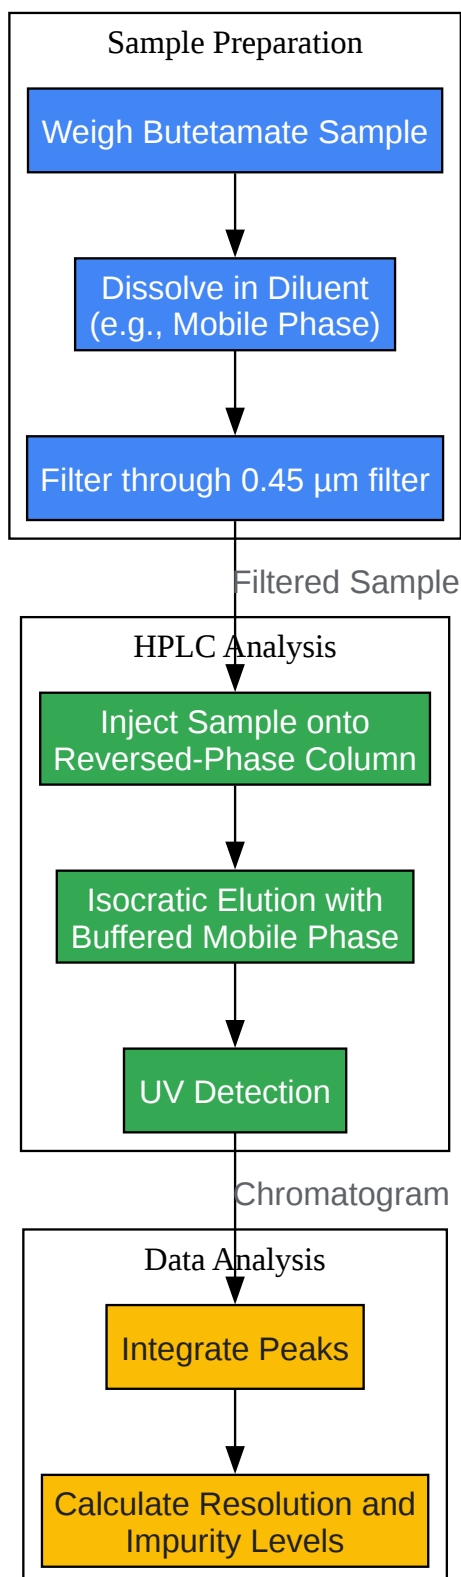 Sample Preparation
Weigh Butetamate Sample
Dissolve in Diluent
(e.g., Mobile Phase)
Filter through 0.45 µm filter
Filtered Sample
HPLC Analysis
Inject Sample onto
Reversed-Phase Column
Isocratic Elution with
Buffered Mobile Phase
UV Detection
Chromatogram
Data Analysis
Integrate Peaks
Calculate Resolution and
Impurity Levels